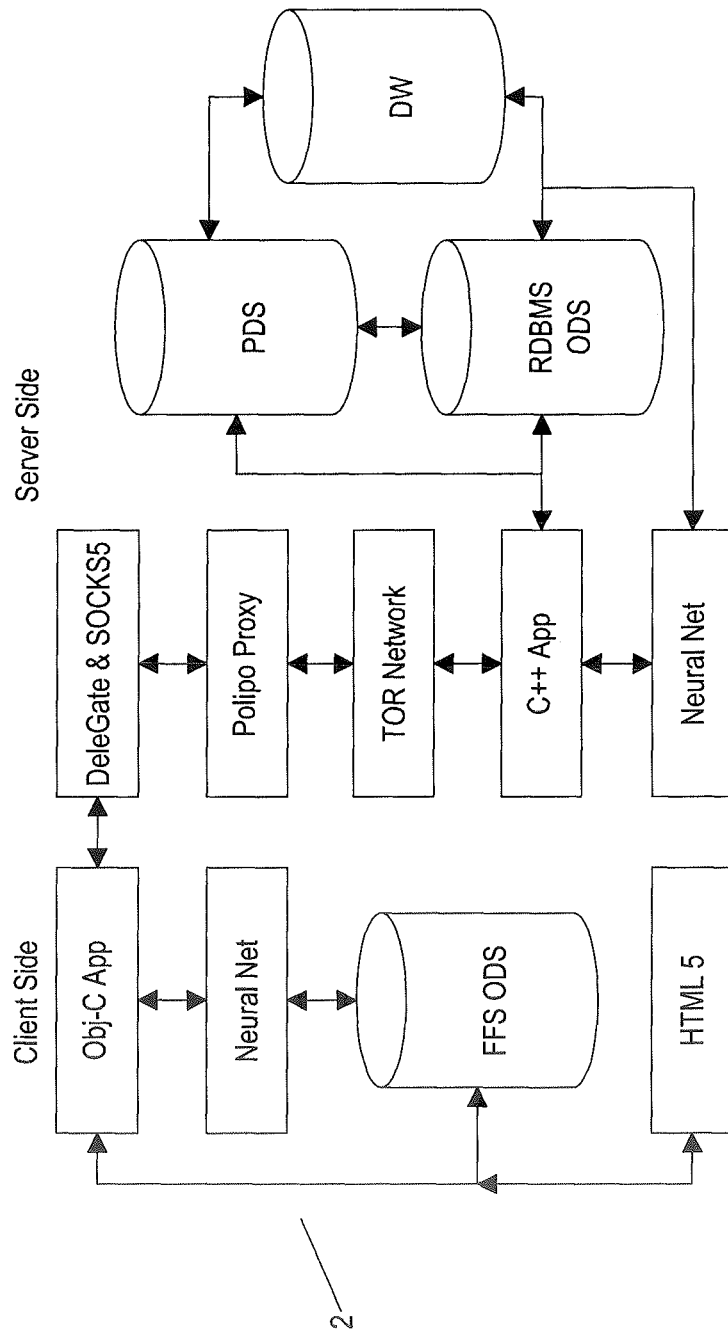 Client Side
Server Side
Obj-C App
DeleGate & SOCKS5
Neural Net
Polipo Proxy
PDS
FFS ODS
TOR Network
DW
C++ App
RDBMS
ODS
HTML 5
Neural Net
2